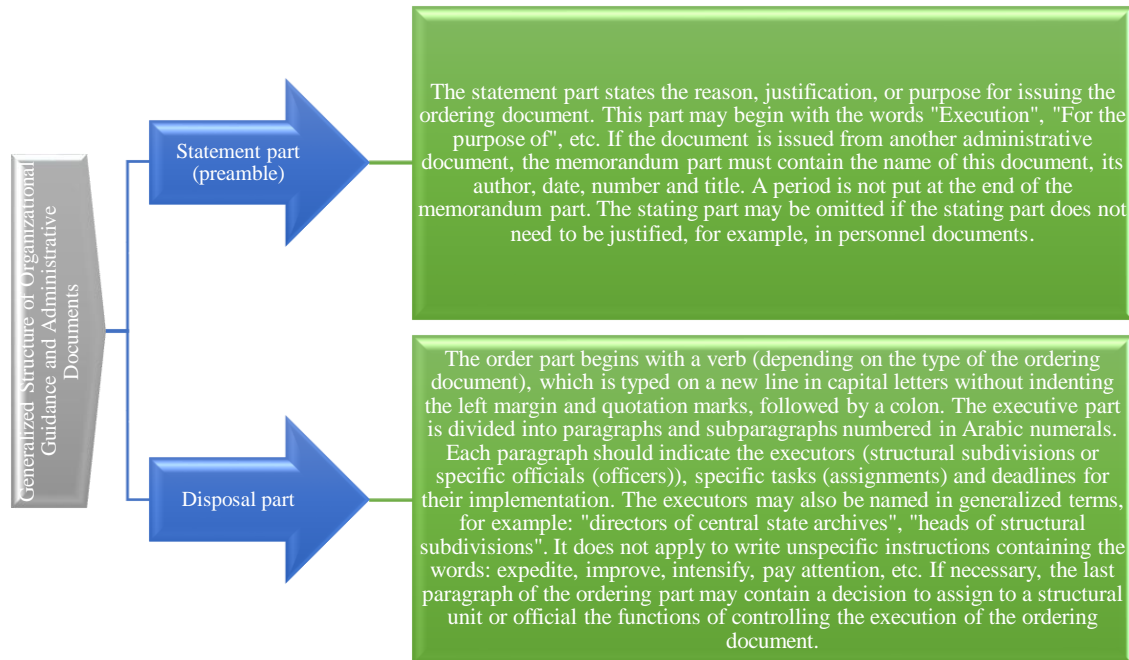 Generalized Structure of Organizational
Guidance and Administrative
Documents
Statement part
(preamble)
The statement part states the reason, justification, or purpose for issuing the
ordering document. This part may begin with the words "Execution", "For the
purpose of", etc. If the document is issued from another administrative
document, the memorandum part must contain the name of this document, its
author, date, number and title. A period is not put at the end of the
memorandum part. The stating part may be omitted if the stating part does not
need to be justified, for example, in personnel documents.
Disposal part
The order part begins with a verb (depending on the type of the ordering
document), which is typed on a new line in capital letters without indenting
the left margin and quotation marks, followed by a colon. The executive part
is divided into paragraphs and subparagraphs numbered in Arabic numerals.
Each paragraph should indicate the executors (structural subdivisions or
specific officials (officers)), specific tasks (assignments) and deadlines for
their implementation. The executors may also be named in generalized terms,
for example: "directors of central state archives", "heads of structural
subdivisions". It does not apply to write unspecific instructions containing the
words: expedite, improve, intensify, pay attention, etc. If necessary, the last
paragraph of the ordering part may contain a decision to assign to a structural
unit or official the functions of controlling the execution of the ordering
document.